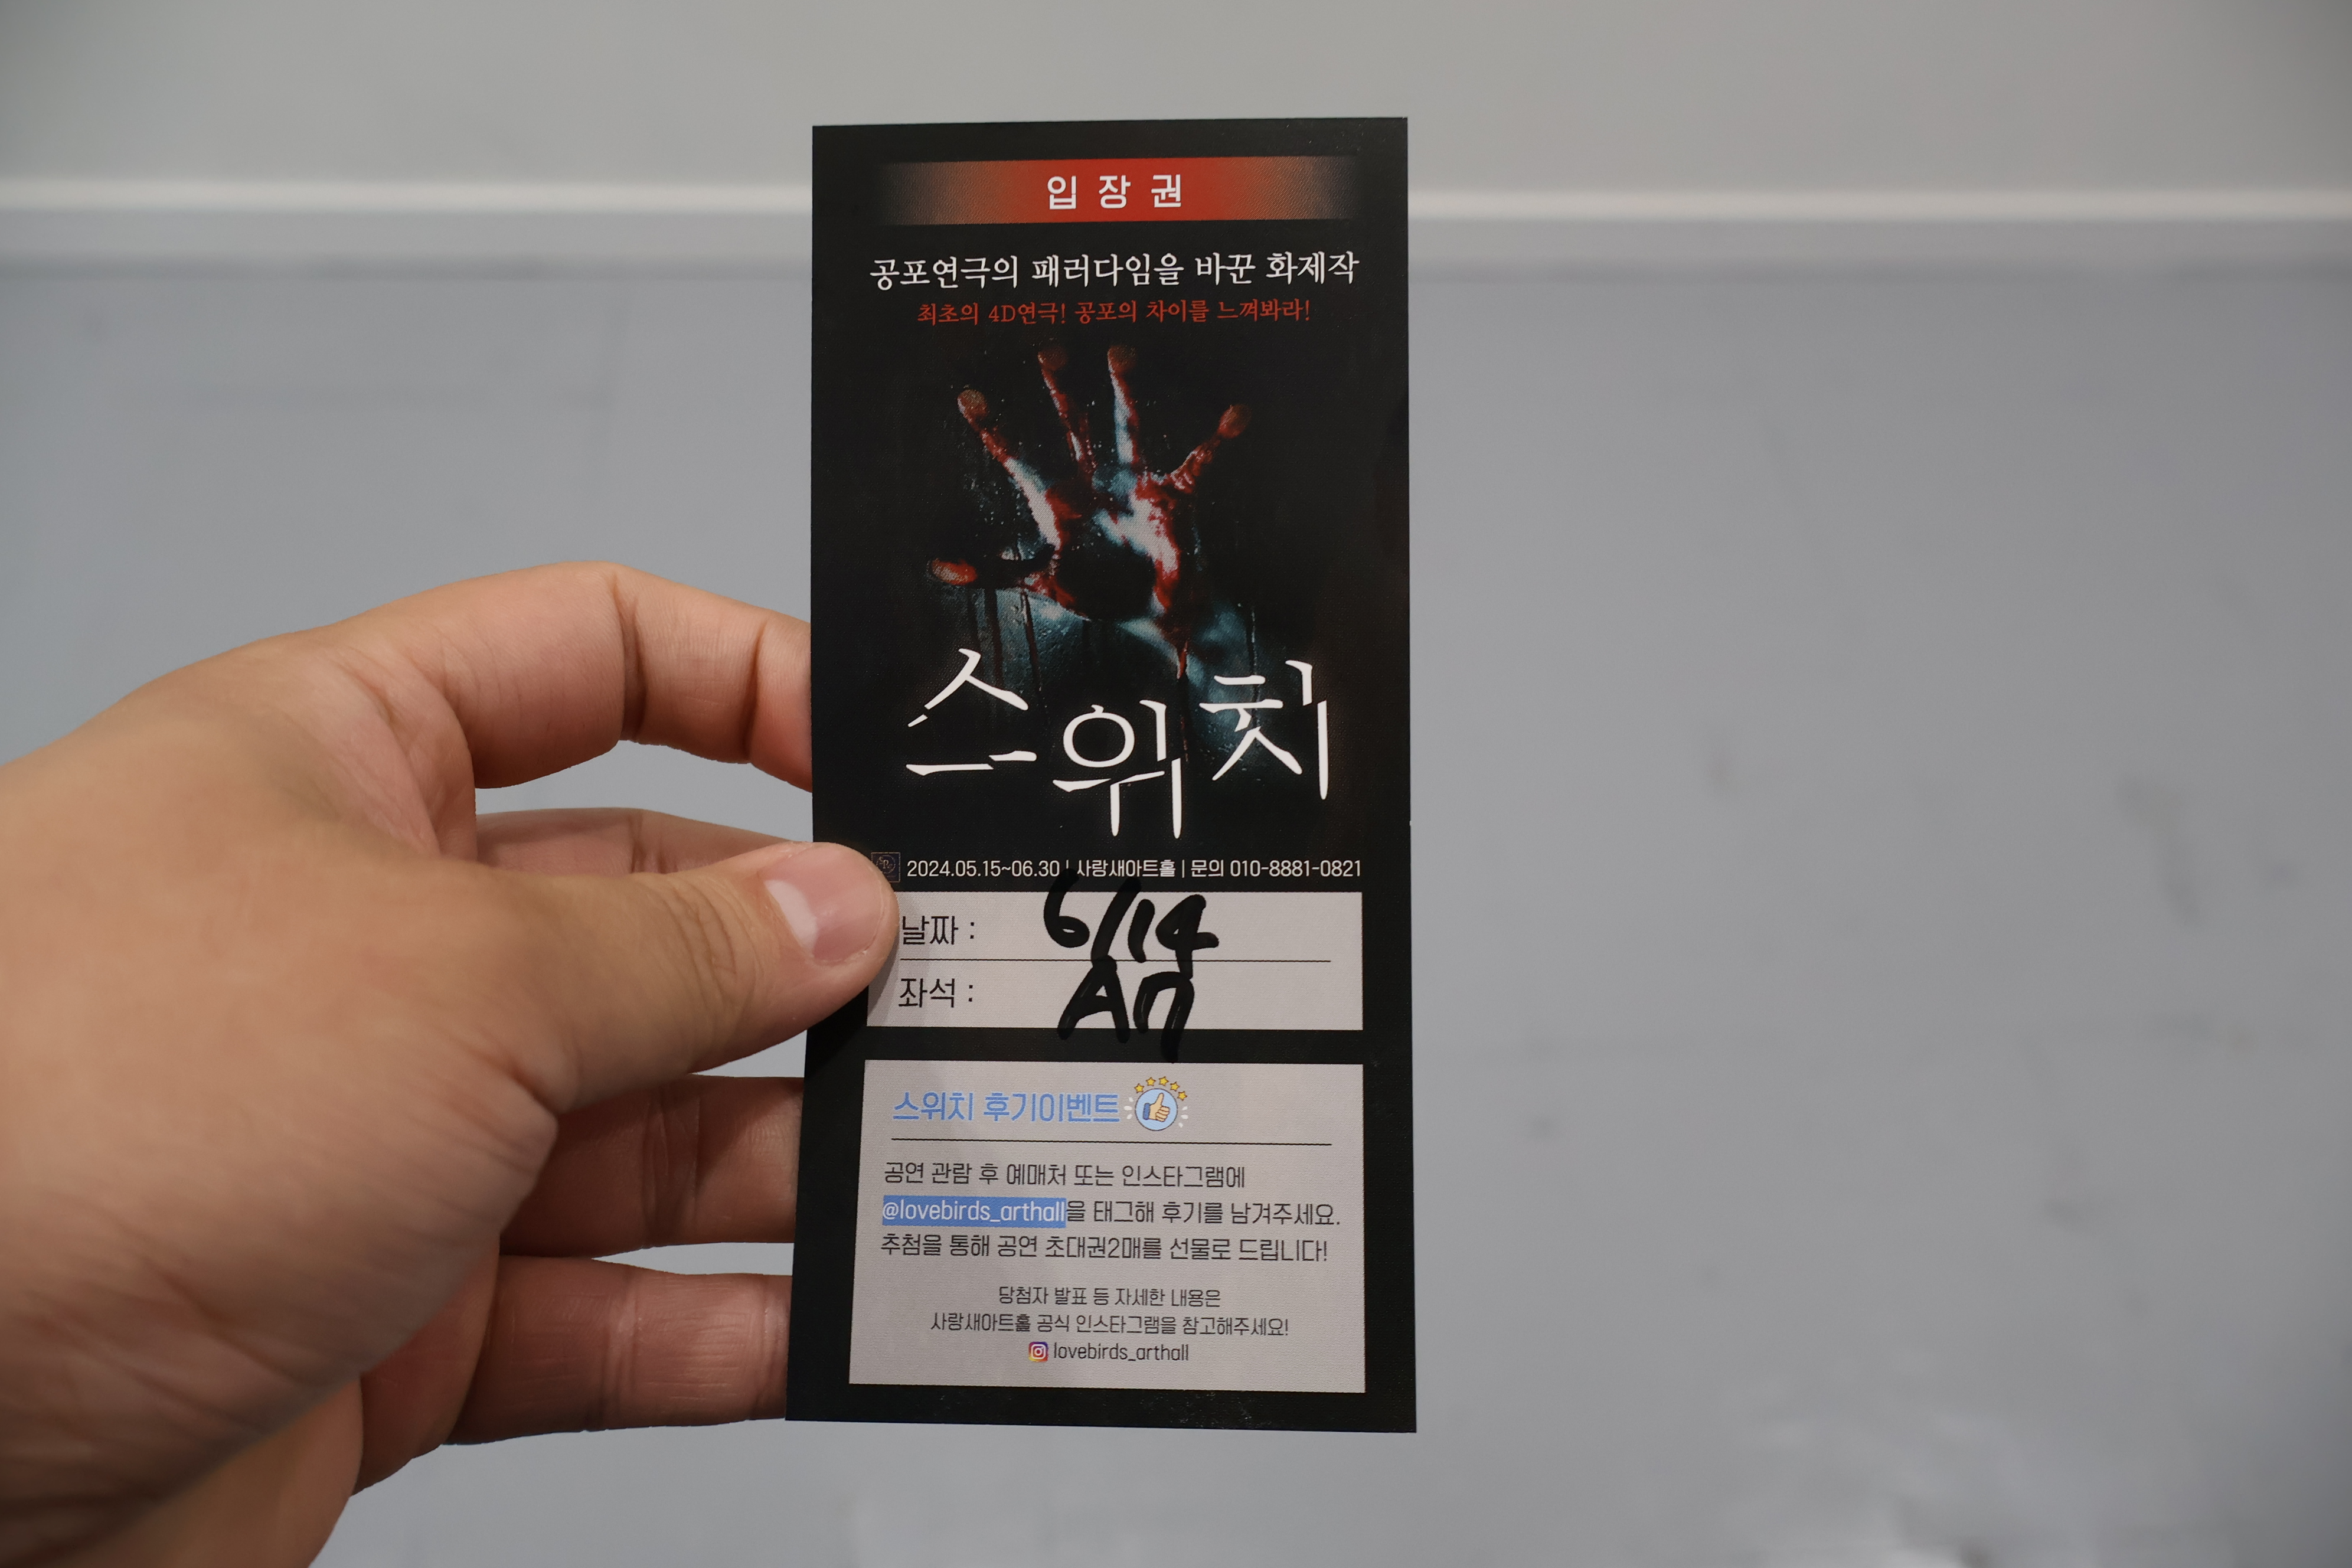 입장권
공포연극의 패러다임을 바꾼 화제작
최초의 4D연극! 공포의 차이를 느껴봐라!
스위치
2024.05.15~06.30 | 사랑새아트홀 | 문의 010-8881-0821
날짜 : 6/14
좌석 : A7
스위치 후기이벤트
공연 관람 후 예매처 또는 인스타그램에
@lovebirds_arthall을 태그해 후기를 남겨주세요.
추첨을 통해 공연 초대권2매를 선물로 드립니다!
당첨자 발표 등 자세한 내용은
사랑새아트홀 공식 인스타그램을 참고해주세요!
lovebirds_arthall